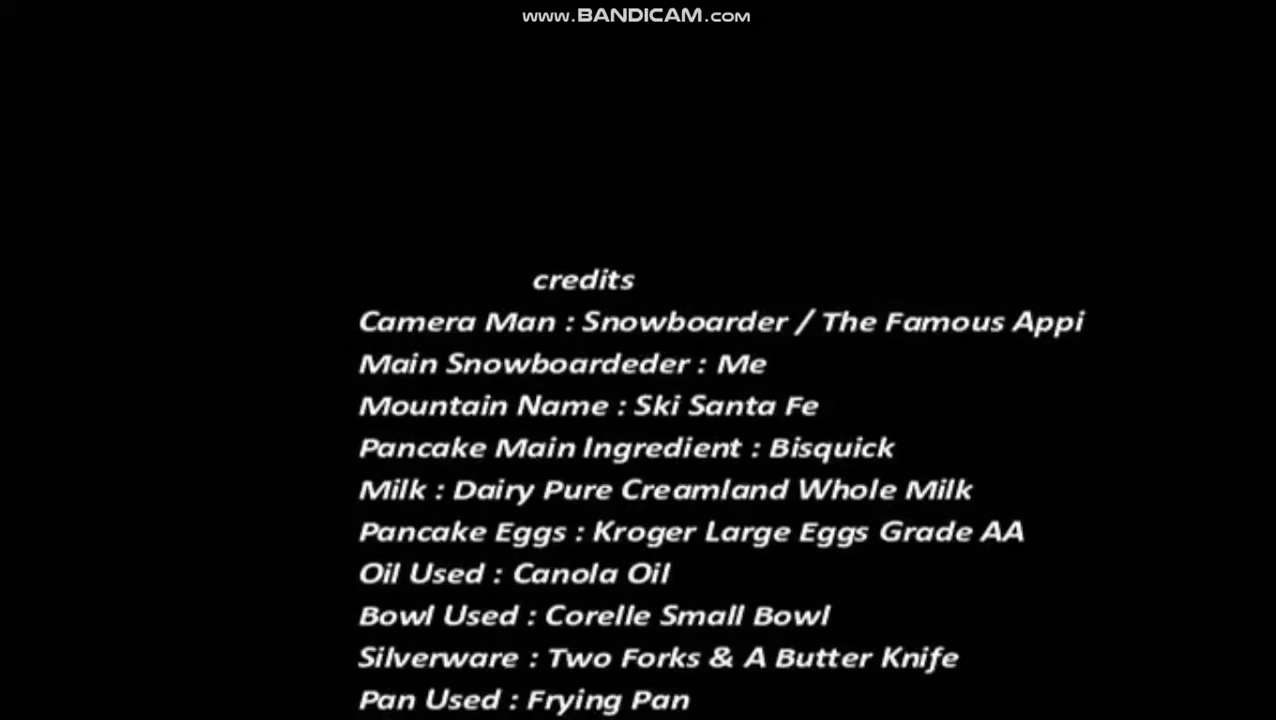 www.BANDICAM.com
credits
Camera Man : Snowboarder / The Famous Appi
Main Snowboardeder : Me
Mountain Name : Ski Santa Fe
Pancake Main Ingredient : Bisquick
Milk : Dairy Pure Creamland Whole Milk
Pancake Eggs : Kroger Large Eggs Grade AA
Oil Used : Canola Oil
Bowl Used : Corelle Small Bowl
Silverware : Two Forks & A Butter Knife
Pan Used : Frying Pan